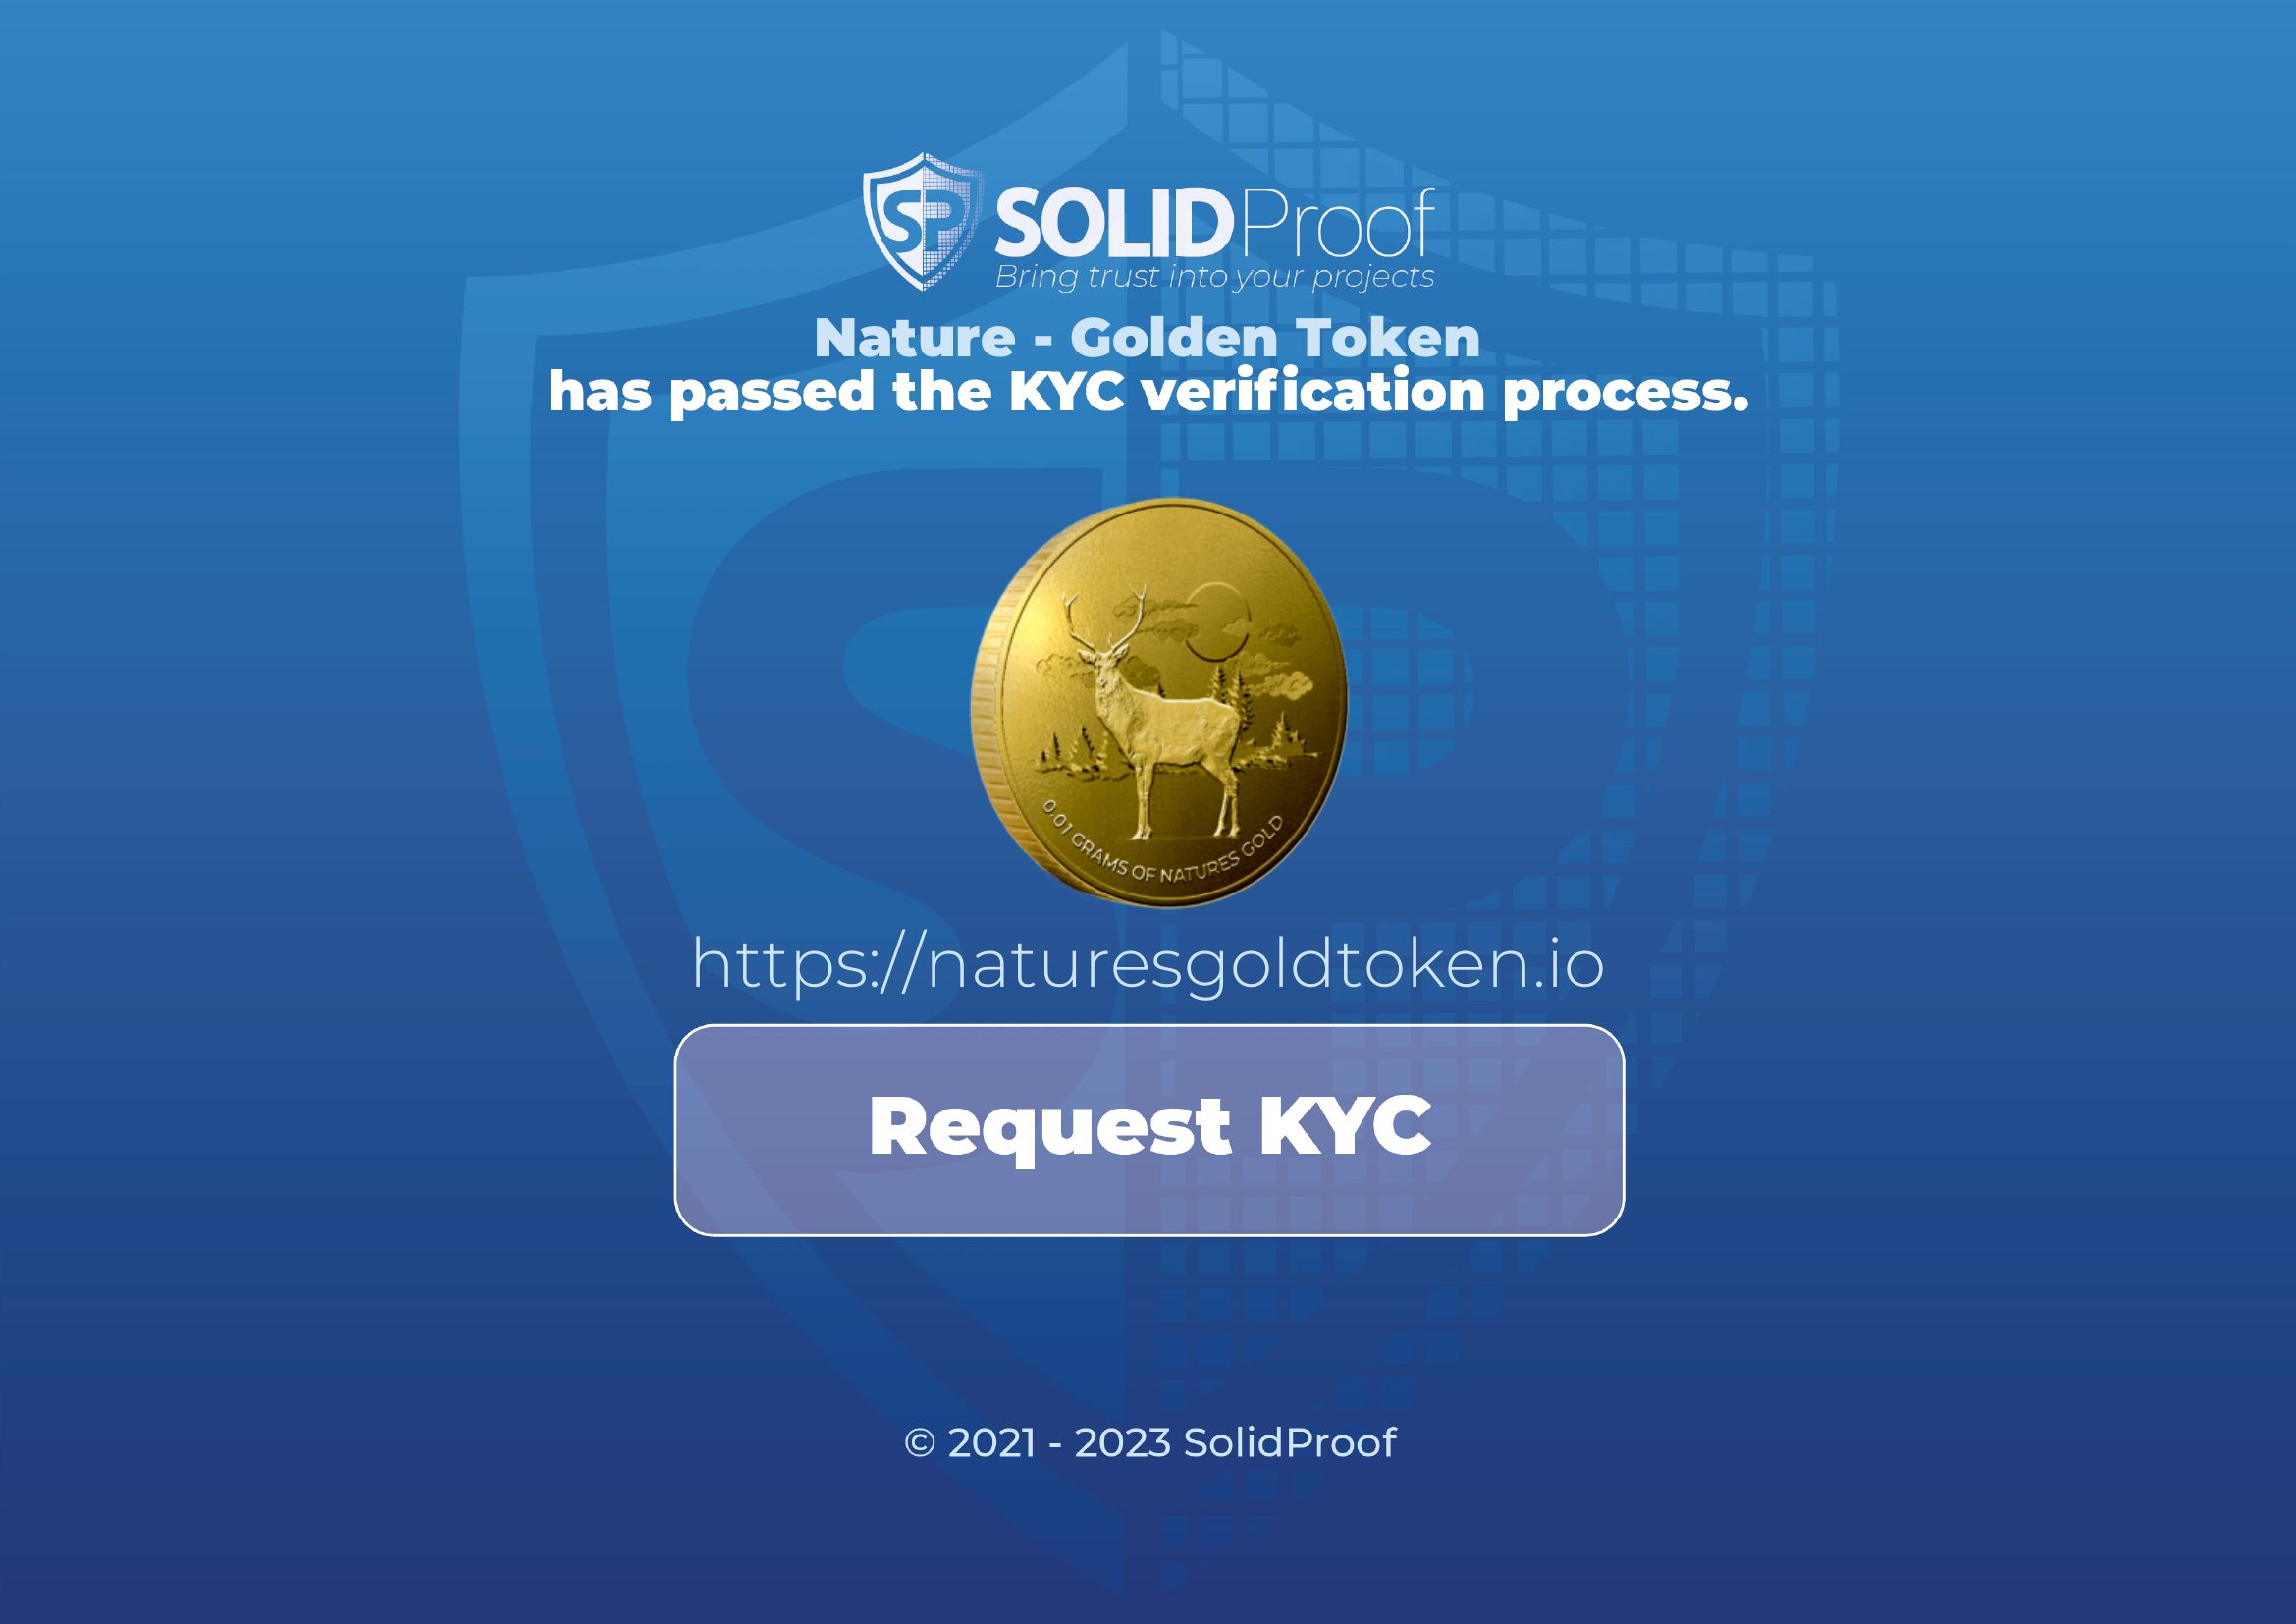 SP
SOLIDProof
Bring trust into your projects
Nature - Golden Token
has passed the KYC verification process.
0.01 GRAMS OF NATURES GOLD
https://naturesgoldtoken.io
Request KYC
© 2021 - 2023 SolidProof